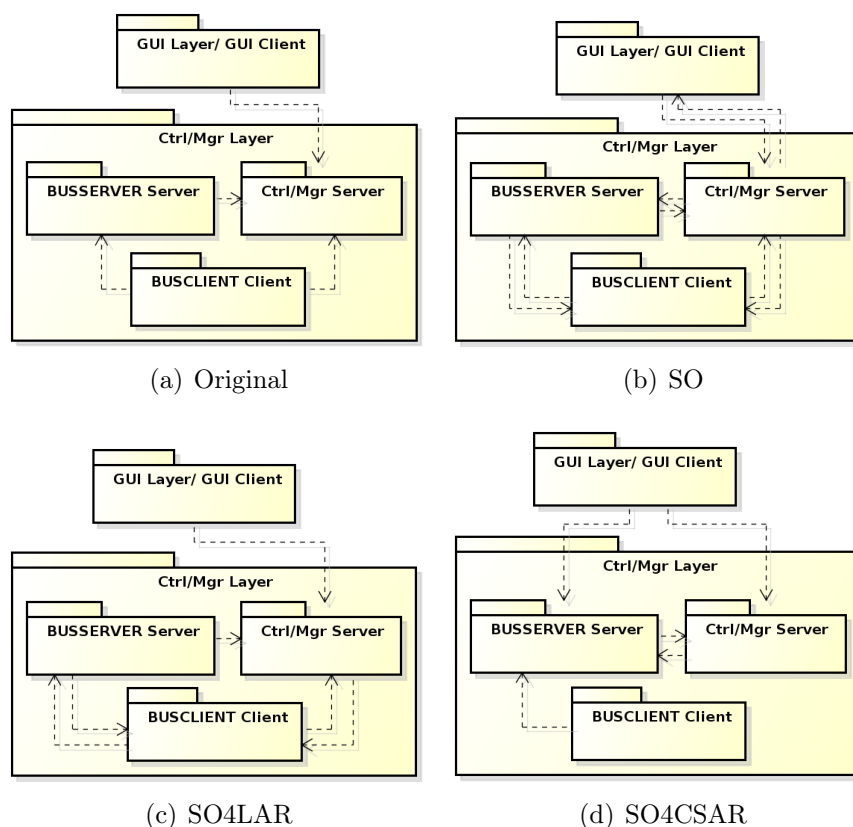 GUI Layer/ GUI Client
Ctrl/Mgr Layer
BUSSERVER Server
Ctrl/Mgr Server
BUSCLIENT Client
(a) Original
GUI Layer/ GUI Client
Ctrl/Mgr Layer
BUSSERVER Server
Ctrl/Mgr Server
BUSCLIENT Client
(b) SO
GUI Layer/ GUI Client
Ctrl/Mgr Layer
BUSSERVER Server
Ctrl/Mgr Server
BUSCLIENT Client
(c) SO4LAR
GUI Layer/ GUI Client
Ctrl/Mgr Layer
BUSSERVER Server
Ctrl/Mgr Server
BUSCLIENT Client
(d) SO4CSAR